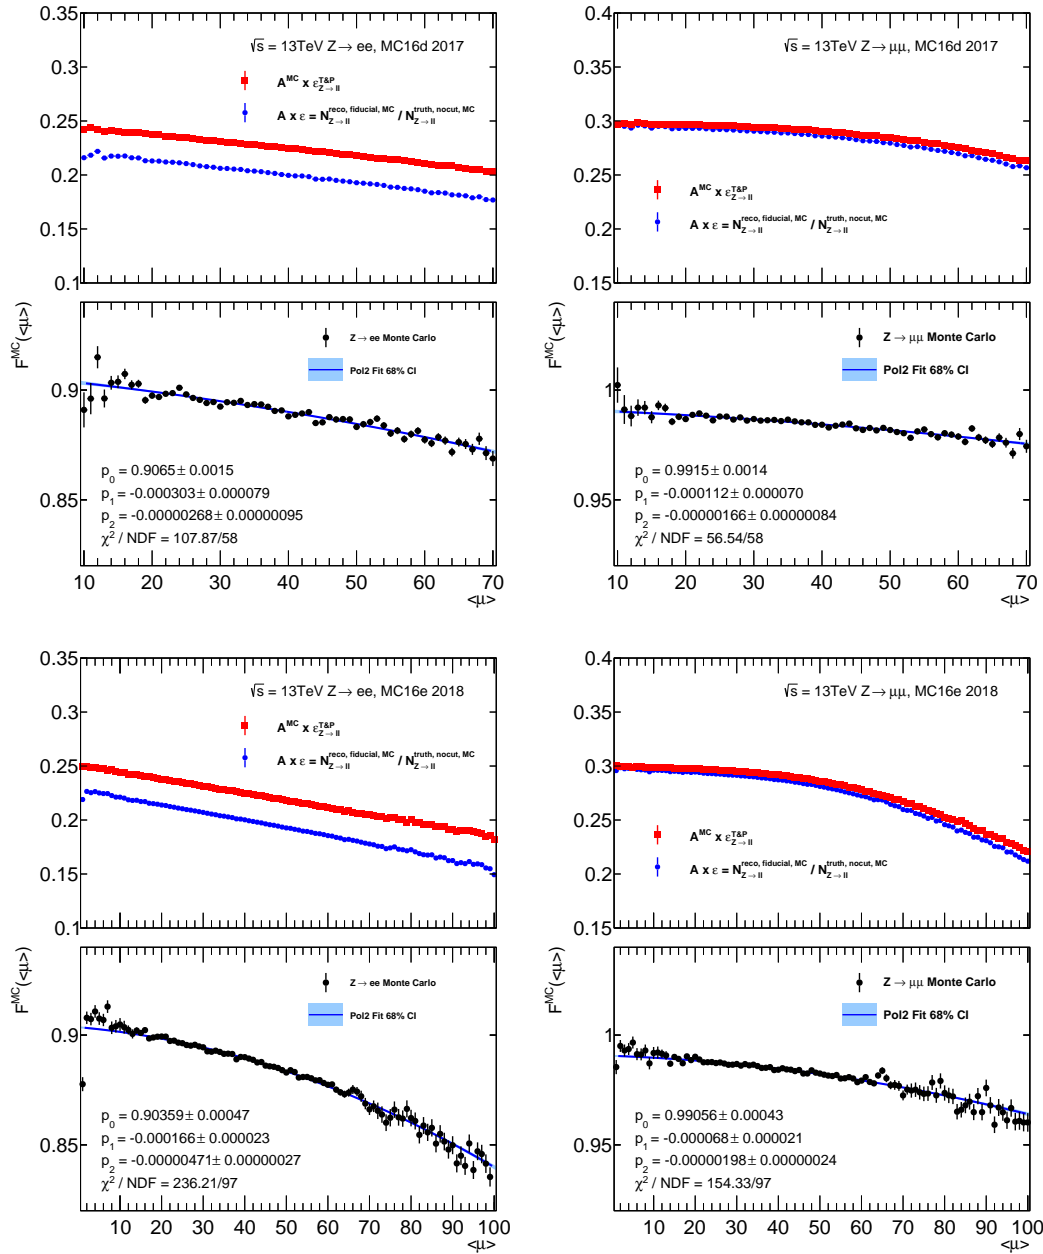 0.35
0.3
0.25
0.2
0.15
0.1
√s = 13TeV Z→ ee, MC16d 2017
A^MC x ε^T&P_Z→ll
A x ε = N^reco, fiducial, MC_Z→ll / N^truth, nocut, MC_Z→ll
F^MC(<μ>)
0.9
0.85
Z → ee Monte Carlo
Pol2 Fit 68% CI
p_0 = 0.9065± 0.0015
p_1 = -0.000303± 0.000079
p_2 = -0.00000268± 0.00000095
χ² / NDF = 107.87/58
10 20 30 40 50 60 70
<μ>
0.4
0.35
0.3
0.25
0.2
0.15
√s = 13TeV Z→ μμ, MC16d 2017
A^MC x ε^T&P_Z→ll
A x ε = N^reco, fiducial, MC_Z→ll / N^truth, nocut, MC_Z→ll
F^MC(<μ>)
1
0.95
Z → μμ Monte Carlo
Pol2 Fit 68% CI
p_0 = 0.9915± 0.0014
p_1 = -0.000112± 0.000070
p_2 = -0.00000166± 0.00000084
χ² / NDF = 56.54/58
10 20 30 40 50 60 70
<μ>
0.35
0.3
0.25
0.2
0.15
0.1
√s = 13TeV Z→ ee, MC16e 2018
A^MC x ε^T&P_Z→ll
A x ε = N^reco, fiducial, MC_Z→ll / N^truth, nocut, MC_Z→ll
F^MC(<μ>)
0.9
0.85
Z → ee Monte Carlo
Pol2 Fit 68% CI
p_0 = 0.90359± 0.00047
p_1 = -0.000166± 0.000023
p_2 = -0.00000471± 0.00000027
χ² / NDF = 236.21/97
10 20 30 40 50 60 70 80 90 100
<μ>
0.4
0.35
0.3
0.25
0.2
0.15
√s = 13TeV Z→ μμ, MC16e 2018
A^MC x ε^T&P_Z→ll
A x ε = N^reco, fiducial, MC_Z→ll / N^truth, nocut, MC_Z→ll
F^MC(<μ>)
1
0.95
Z → μμ Monte Carlo
Pol2 Fit 68% CI
p_0 = 0.99056± 0.00043
p_1 = -0.000068± 0.000021
p_2 = -0.00000198± 0.00000024
χ² / NDF = 154.33/97
10 20 30 40 50 60 70 80 90 100
<μ>